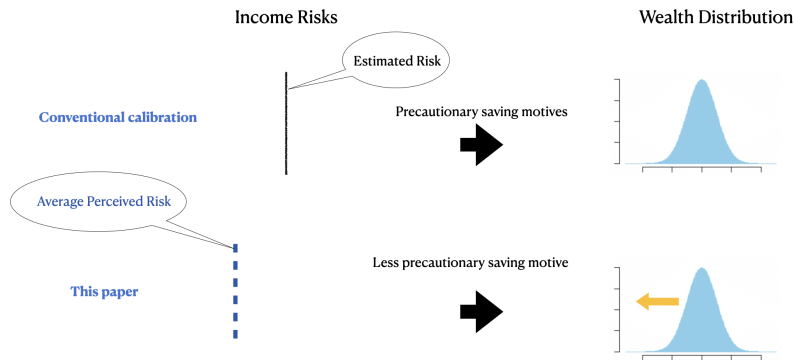 Income Risks
Wealth Distribution
Estimated Risk
Conventional calibration
Precautionary saving motives
Average Perceived Risk
Less precautionary saving motive
This paper